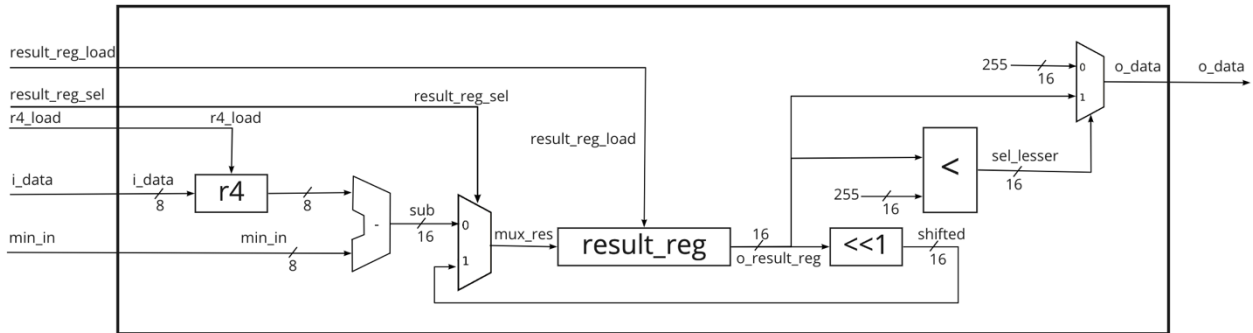 result_reg_load
result_reg_sel
r4_load
r4_load
result_reg_sel
result_reg_load
255
16
0
1
o_data
o_data
i_data
i_data
8
r4
8
min_in
min_in
8
-
sub
16
0
1
mux_res
result_reg
16
o_result_reg
<<1
shifted
16
255
16
<
sel_lesser
16